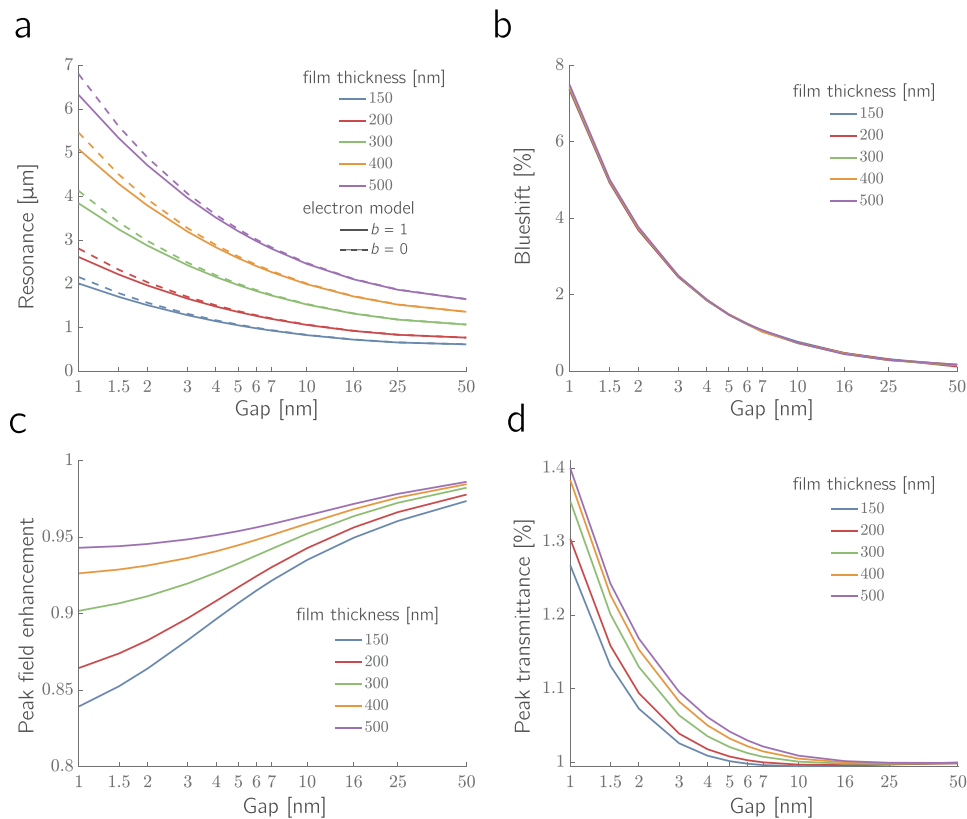 a
7
6
5
4
3
2
1
0
Resonance [µm]
film thickness [nm]
150
200
300
400
500
electron model
b = 1
b = 0
1 1.5 2 3 4 5 6 7 10 16 25 50
Gap [nm]
b
8
6
4
2
0
Blueshift [%]
film thickness [nm]
150
200
300
400
500
1 1.5 2 3 4 5 6 7 10 16 25 50
Gap [nm]
c
1
0.95
0.9
0.85
0.8
Peak field enhancement
film thickness [nm]
150
200
300
400
500
1 1.5 2 3 4 5 6 7 10 16 25 50
Gap [nm]
d
1.4
1.3
1.2
1.1
1
Peak transmittance [%]
film thickness [nm]
150
200
300
400
500
1 1.5 2 3 4 5 6 7 10 16 25 50
Gap [nm]